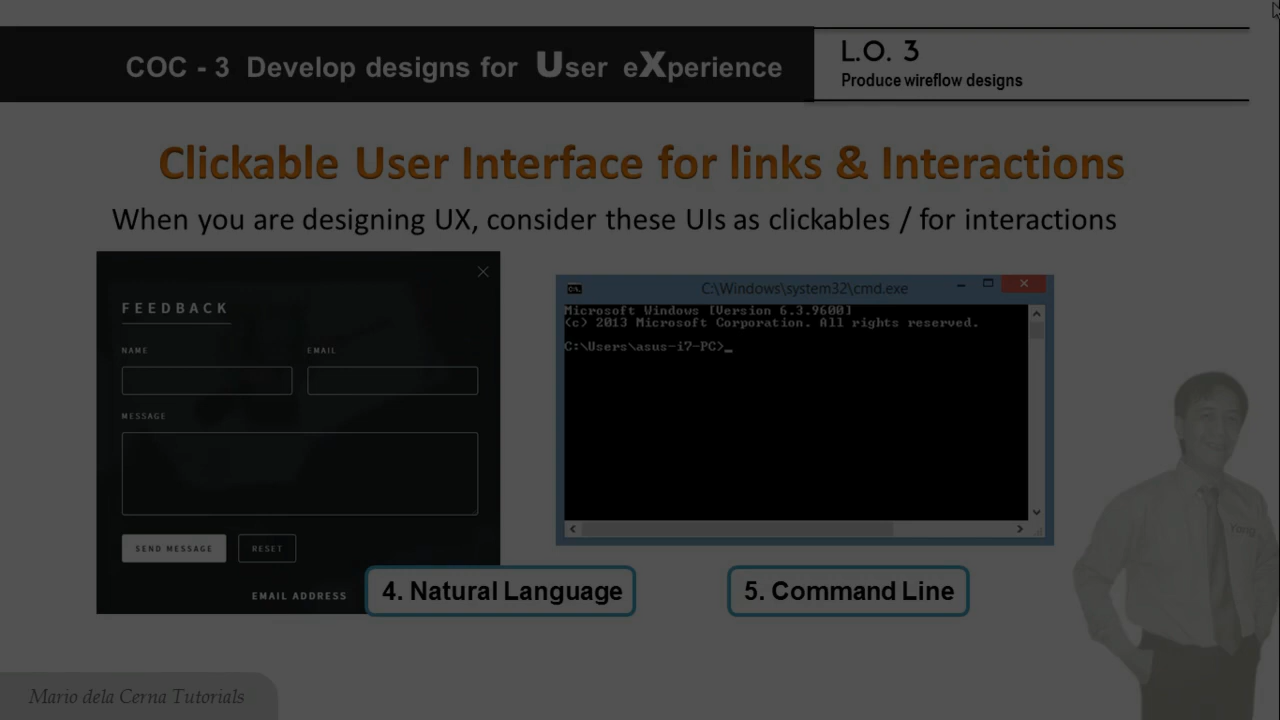 COC - 3 Develop designs for User eXperience
L.O. 3
Produce wireflow designs
Clickable User Interface for links & Interactions
When you are designing UX, consider these UIs as clickables / for interactions
FEEDBACK
NAME EMAIL
MESSAGE
SEND MESSAGE RESET
EMAIL ADDRESS
4. Natural Language
C:\Windows\system32\cmd.exe
Microsoft Windows [Version 6.3.9600]
(c) 2013 Microsoft Corporation. All rights reserved.
C:\Users\asus-i7-PC>_
5. Command Line
Mario dela Cerna Tutorials